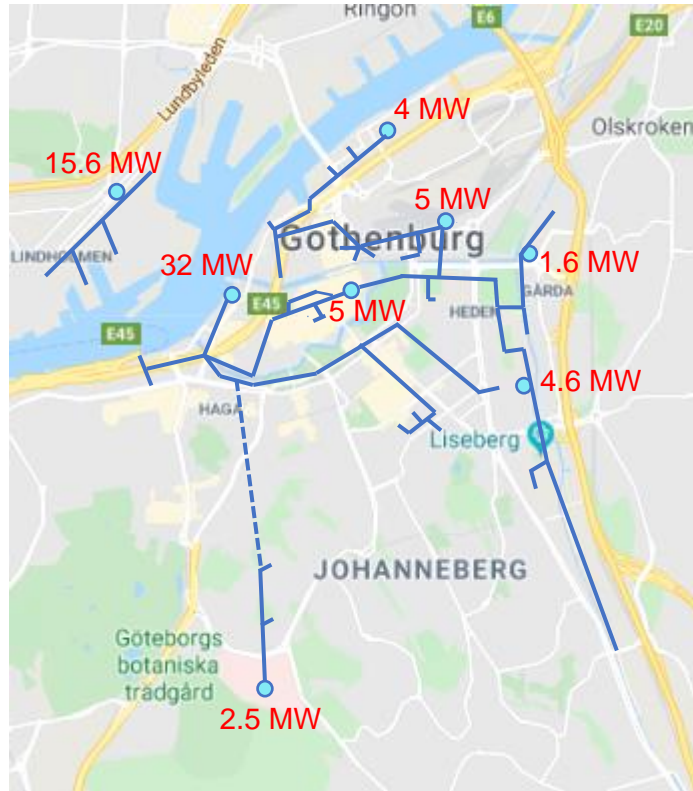 Ringön
E6
E20
Lundbyleden
4 MW
Olskroken
15.6 MW
5 MW
Gothenburg
LINDHOLMEN
32 MW
1.6 MW
E45
5 MW
GÅRDA
HEDEN
E45
4.6 MW
HAGA
Liseberg
JOHANNEBERG
Göteborgs
botaniska
trädgård
2.5 MW